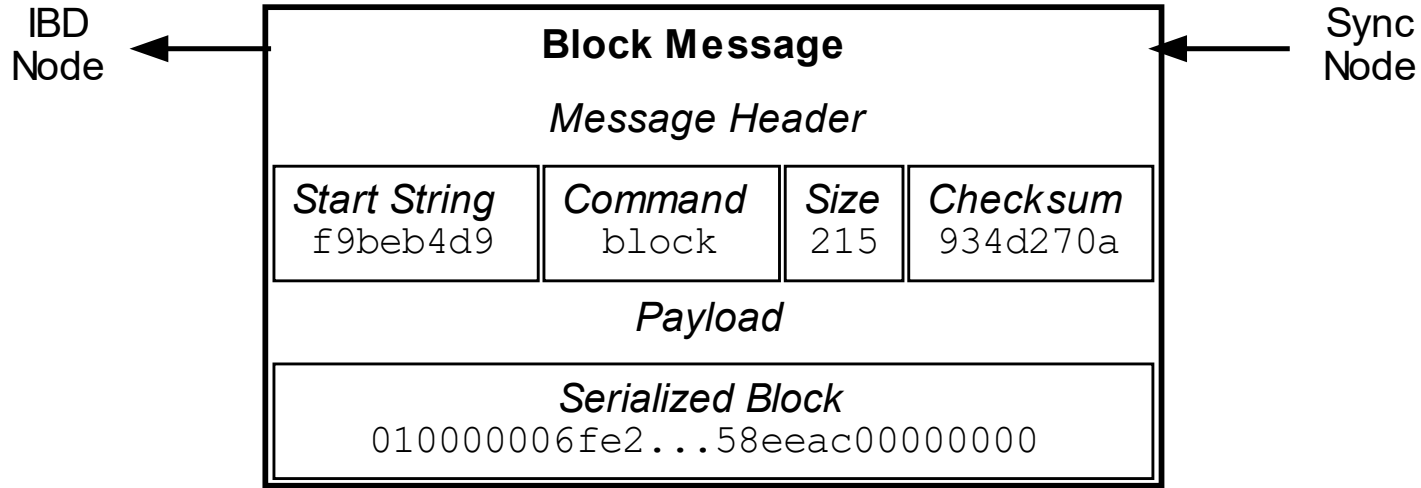 IBD
Node
Block Message
Sync
Node
Message Header
Start String
f9beb4d9
Command
block
Size
215
Checksum
934d270a
Payload
Serialized Block
010000006fe2...58eeac00000000